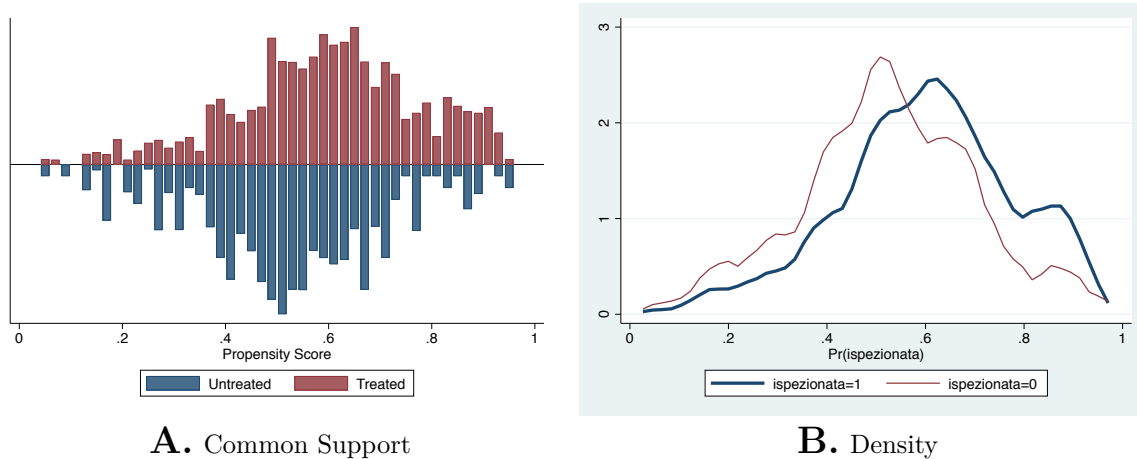 0 .2 .4 .6 .8 1
Propensity Score
Untreated Treated
A. Common Support
3
2
1
0
0 .2 .4 .6 .8 1
Pr(ispezionata)
ispezionata=1 ispezionata=0
B. Density